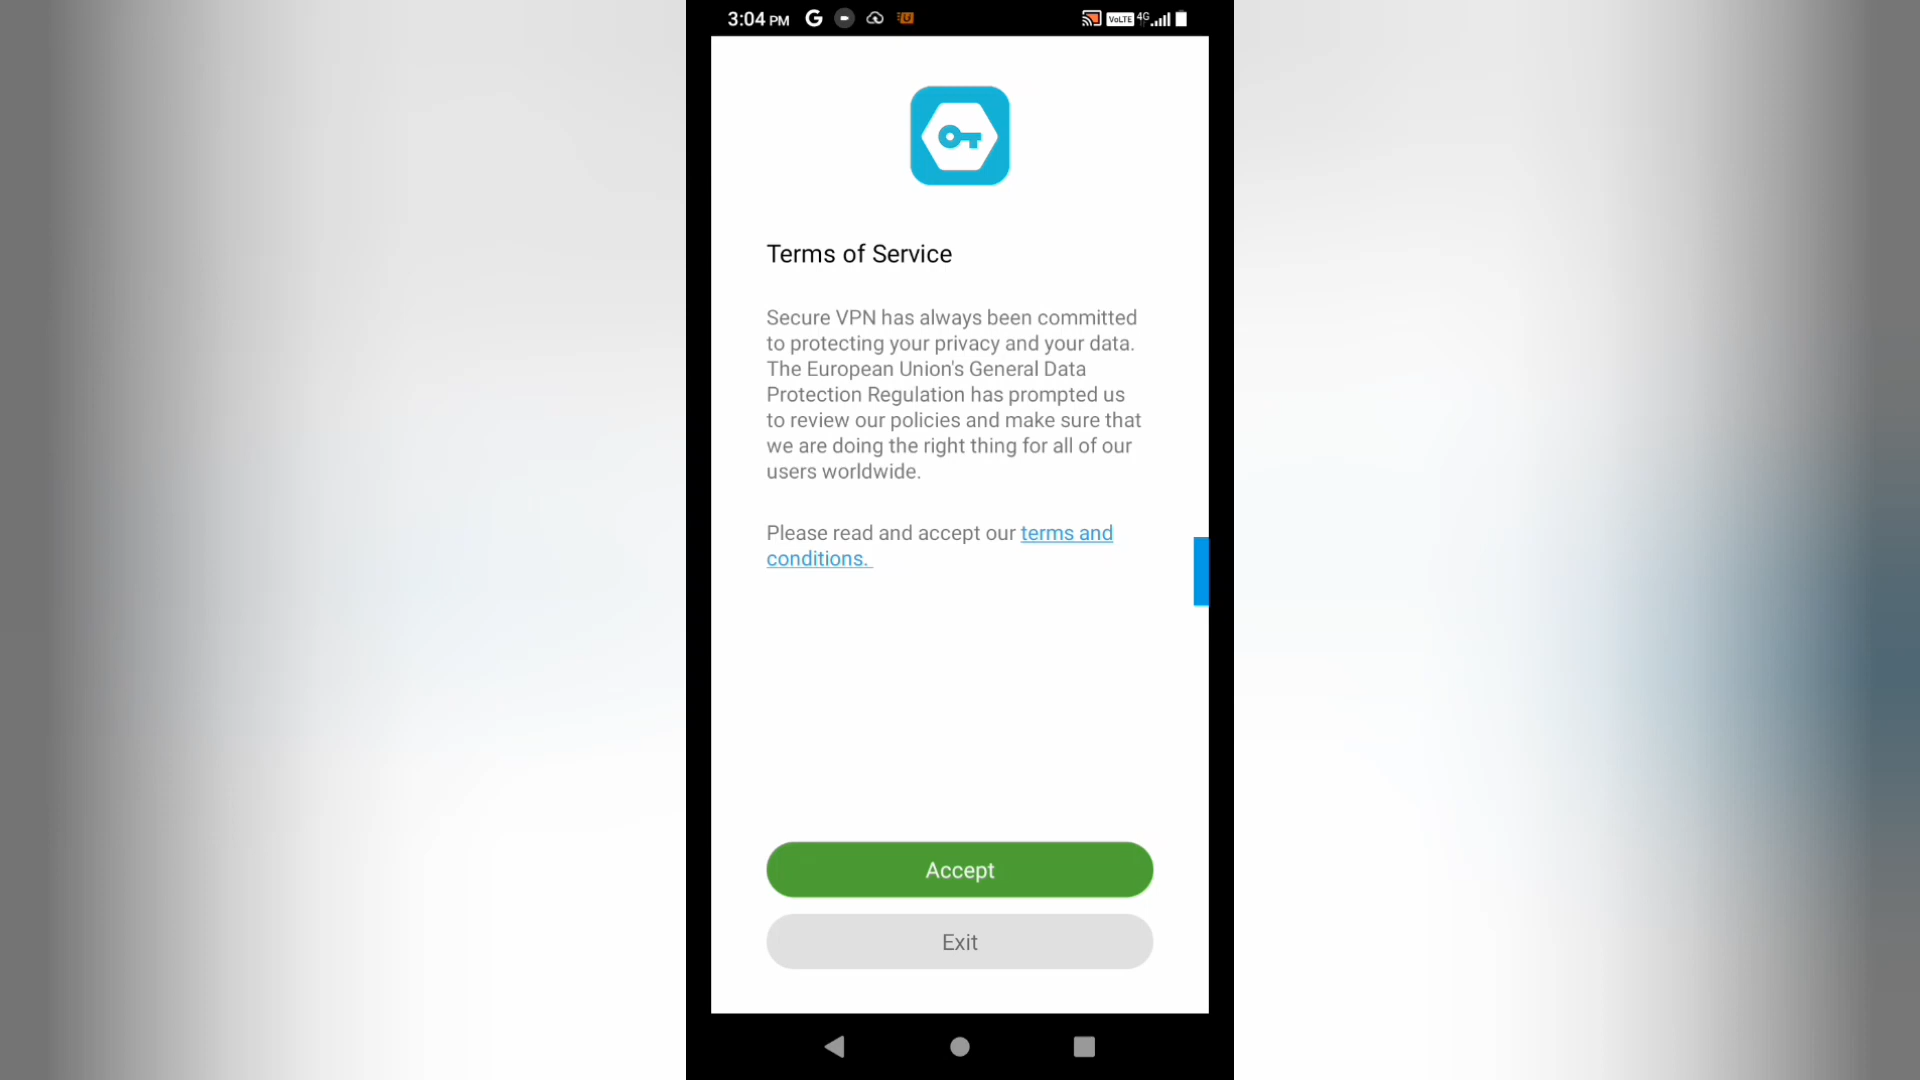 3:04 PM G U VoLTE 4G
Terms of Service
Secure VPN has always been committed
to protecting your privacy and your data.
The European Union's General Data
Protection Regulation has prompted us
to review our policies and make sure that
we are doing the right thing for all of our
users worldwide.
Please read and accept our terms and
conditions.
Accept
Exit